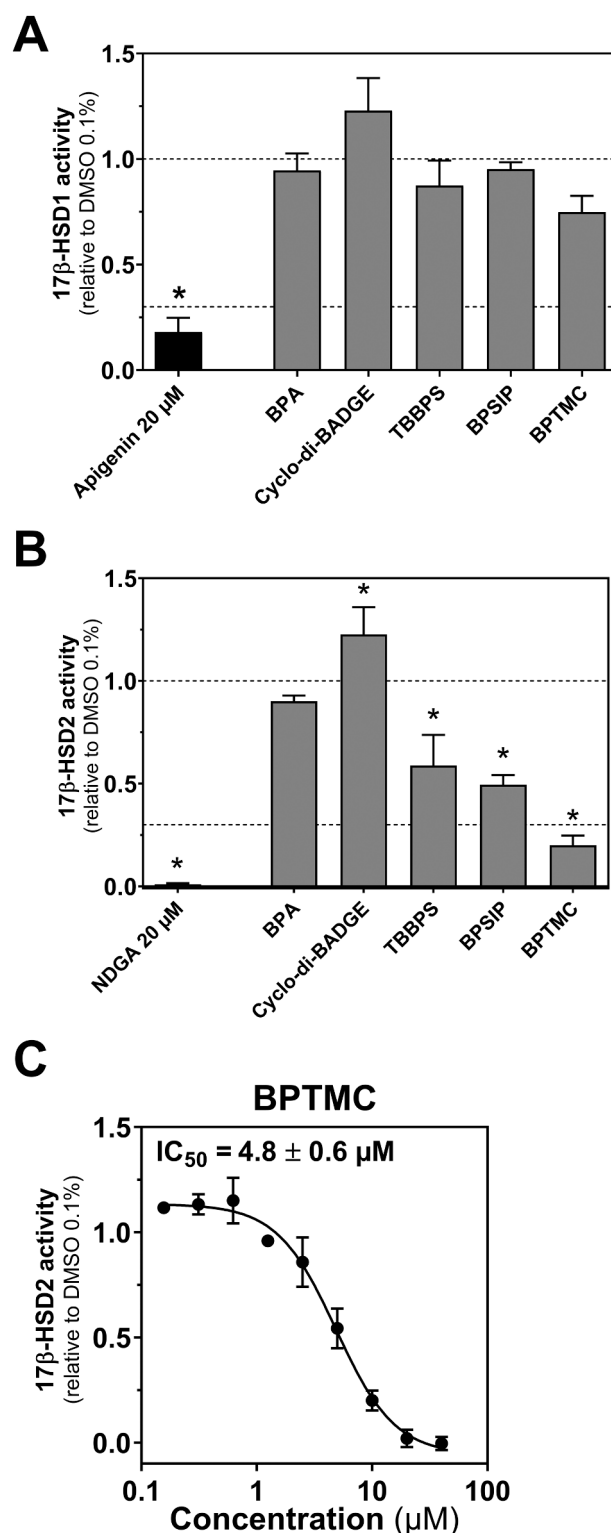 A
17β-HSD1 activity
(relative to DMSO 0.1%)
1.5
1.0
0.5
0.0
*
Apigenin 20 µM
BPA
Cyclo-di-BADGE
TBBPS
BPSIP
BPTMC
B
17β-HSD2 activity
(relative to DMSO 0.1%)
1.5
1.0
0.5
0.0
*
*
*
*
*
NDGA 20 µM
BPA
Cyclo-di-BADGE
TBBPS
BPSIP
BPTMC
C
BPTMC
17β-HSD2 activity
(relative to DMSO 0.1%)
1.5
1.0
0.5
0.0
IC50 = 4.8 ± 0.6 µM
0.1
1
10
100
Concentration (µM)